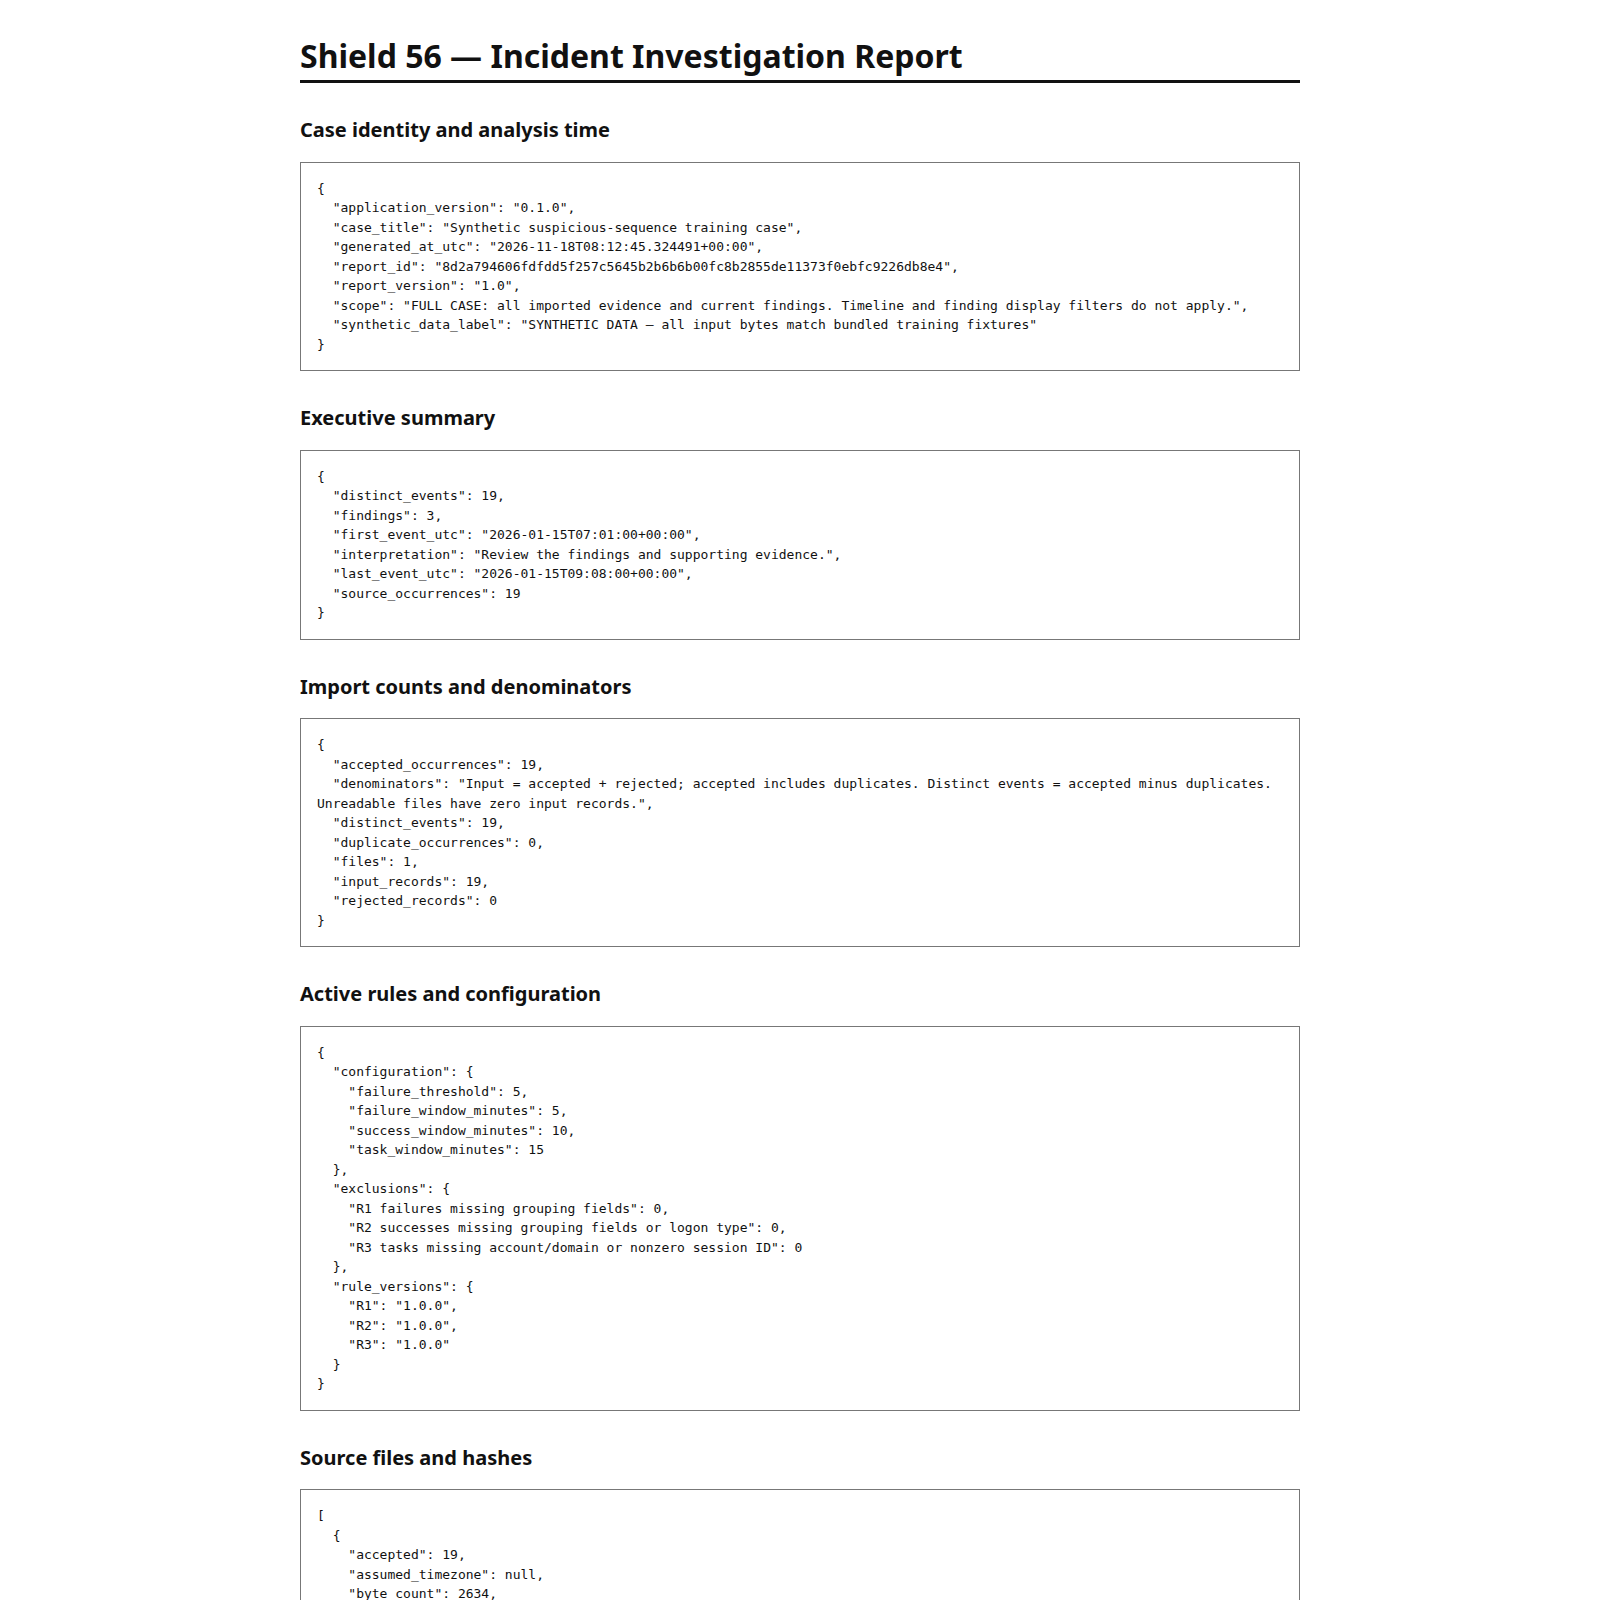 Shield 56 — Incident Investigation Report
Case identity and analysis time
{
  "application_version": "0.1.0",
  "case_title": "Synthetic suspicious-sequence training case",
  "generated_at_utc": "2026-11-18T08:12:45.324491+00:00",
  "report_id": "8d2a794606fdfdd5f257c5645b2b6b6b00fc8b2855de11373f0ebfc9226db8e4",
  "report_version": "1.0",
  "scope": "FULL CASE: all imported evidence and current findings. Timeline and finding display filters do not apply.",
  "synthetic_data_label": "SYNTHETIC DATA — all input bytes match bundled training fixtures"
}
Executive summary
{
  "distinct_events": 19,
  "findings": 3,
  "first_event_utc": "2026-01-15T07:01:00+00:00",
  "interpretation": "Review the findings and supporting evidence.",
  "last_event_utc": "2026-01-15T09:08:00+00:00",
  "source_occurrences": 19
}
Import counts and denominators
{
  "accepted_occurrences": 19,
  "denominators": "Input = accepted + rejected; accepted includes duplicates. Distinct events = accepted minus duplicates.
Unreadable files have zero input records.",
  "distinct_events": 19,
  "duplicate_occurrences": 0,
  "files": 1,
  "input_records": 19,
  "rejected_records": 0
}
Active rules and configuration
{
  "configuration": {
    "failure_threshold": 5,
    "failure_window_minutes": 5,
    "success_window_minutes": 10,
    "task_window_minutes": 15
  },
  "exclusions": {
    "R1 failures missing grouping fields": 0,
    "R2 successes missing grouping fields or logon type": 0,
    "R3 tasks missing account/domain or nonzero session ID": 0
  },
  "rule_versions": {
    "R1": "1.0.0",
    "R2": "1.0.0",
    "R3": "1.0.0"
  }
}
Source files and hashes
[
  {
    "accepted": 19,
    "assumed_timezone": null,
    "byte_count": 2634,